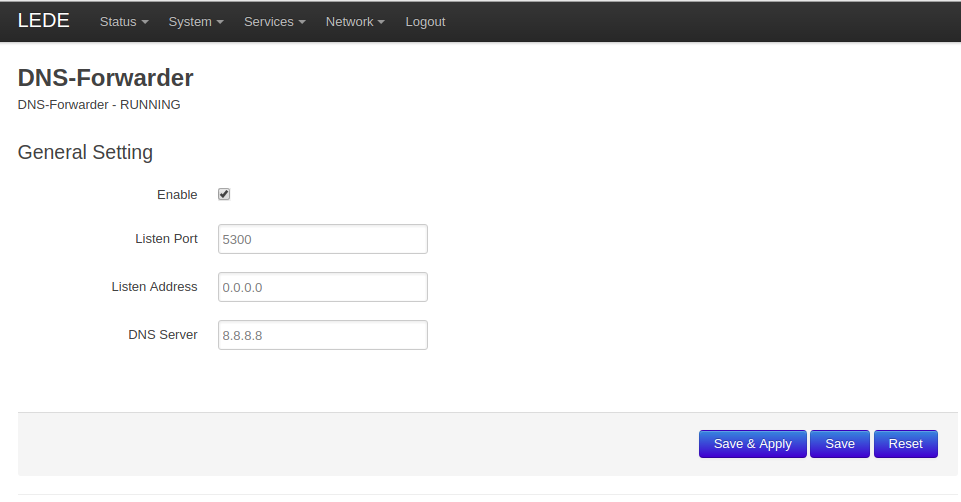 LEDE Status System Services Network Logout
DNS-Forwarder
DNS-Forwarder - RUNNING
General Setting
Enable
Listen Port 5300
Listen Address 0.0.0.0
DNS Server 8.8.8.8
Save & Apply Save Reset